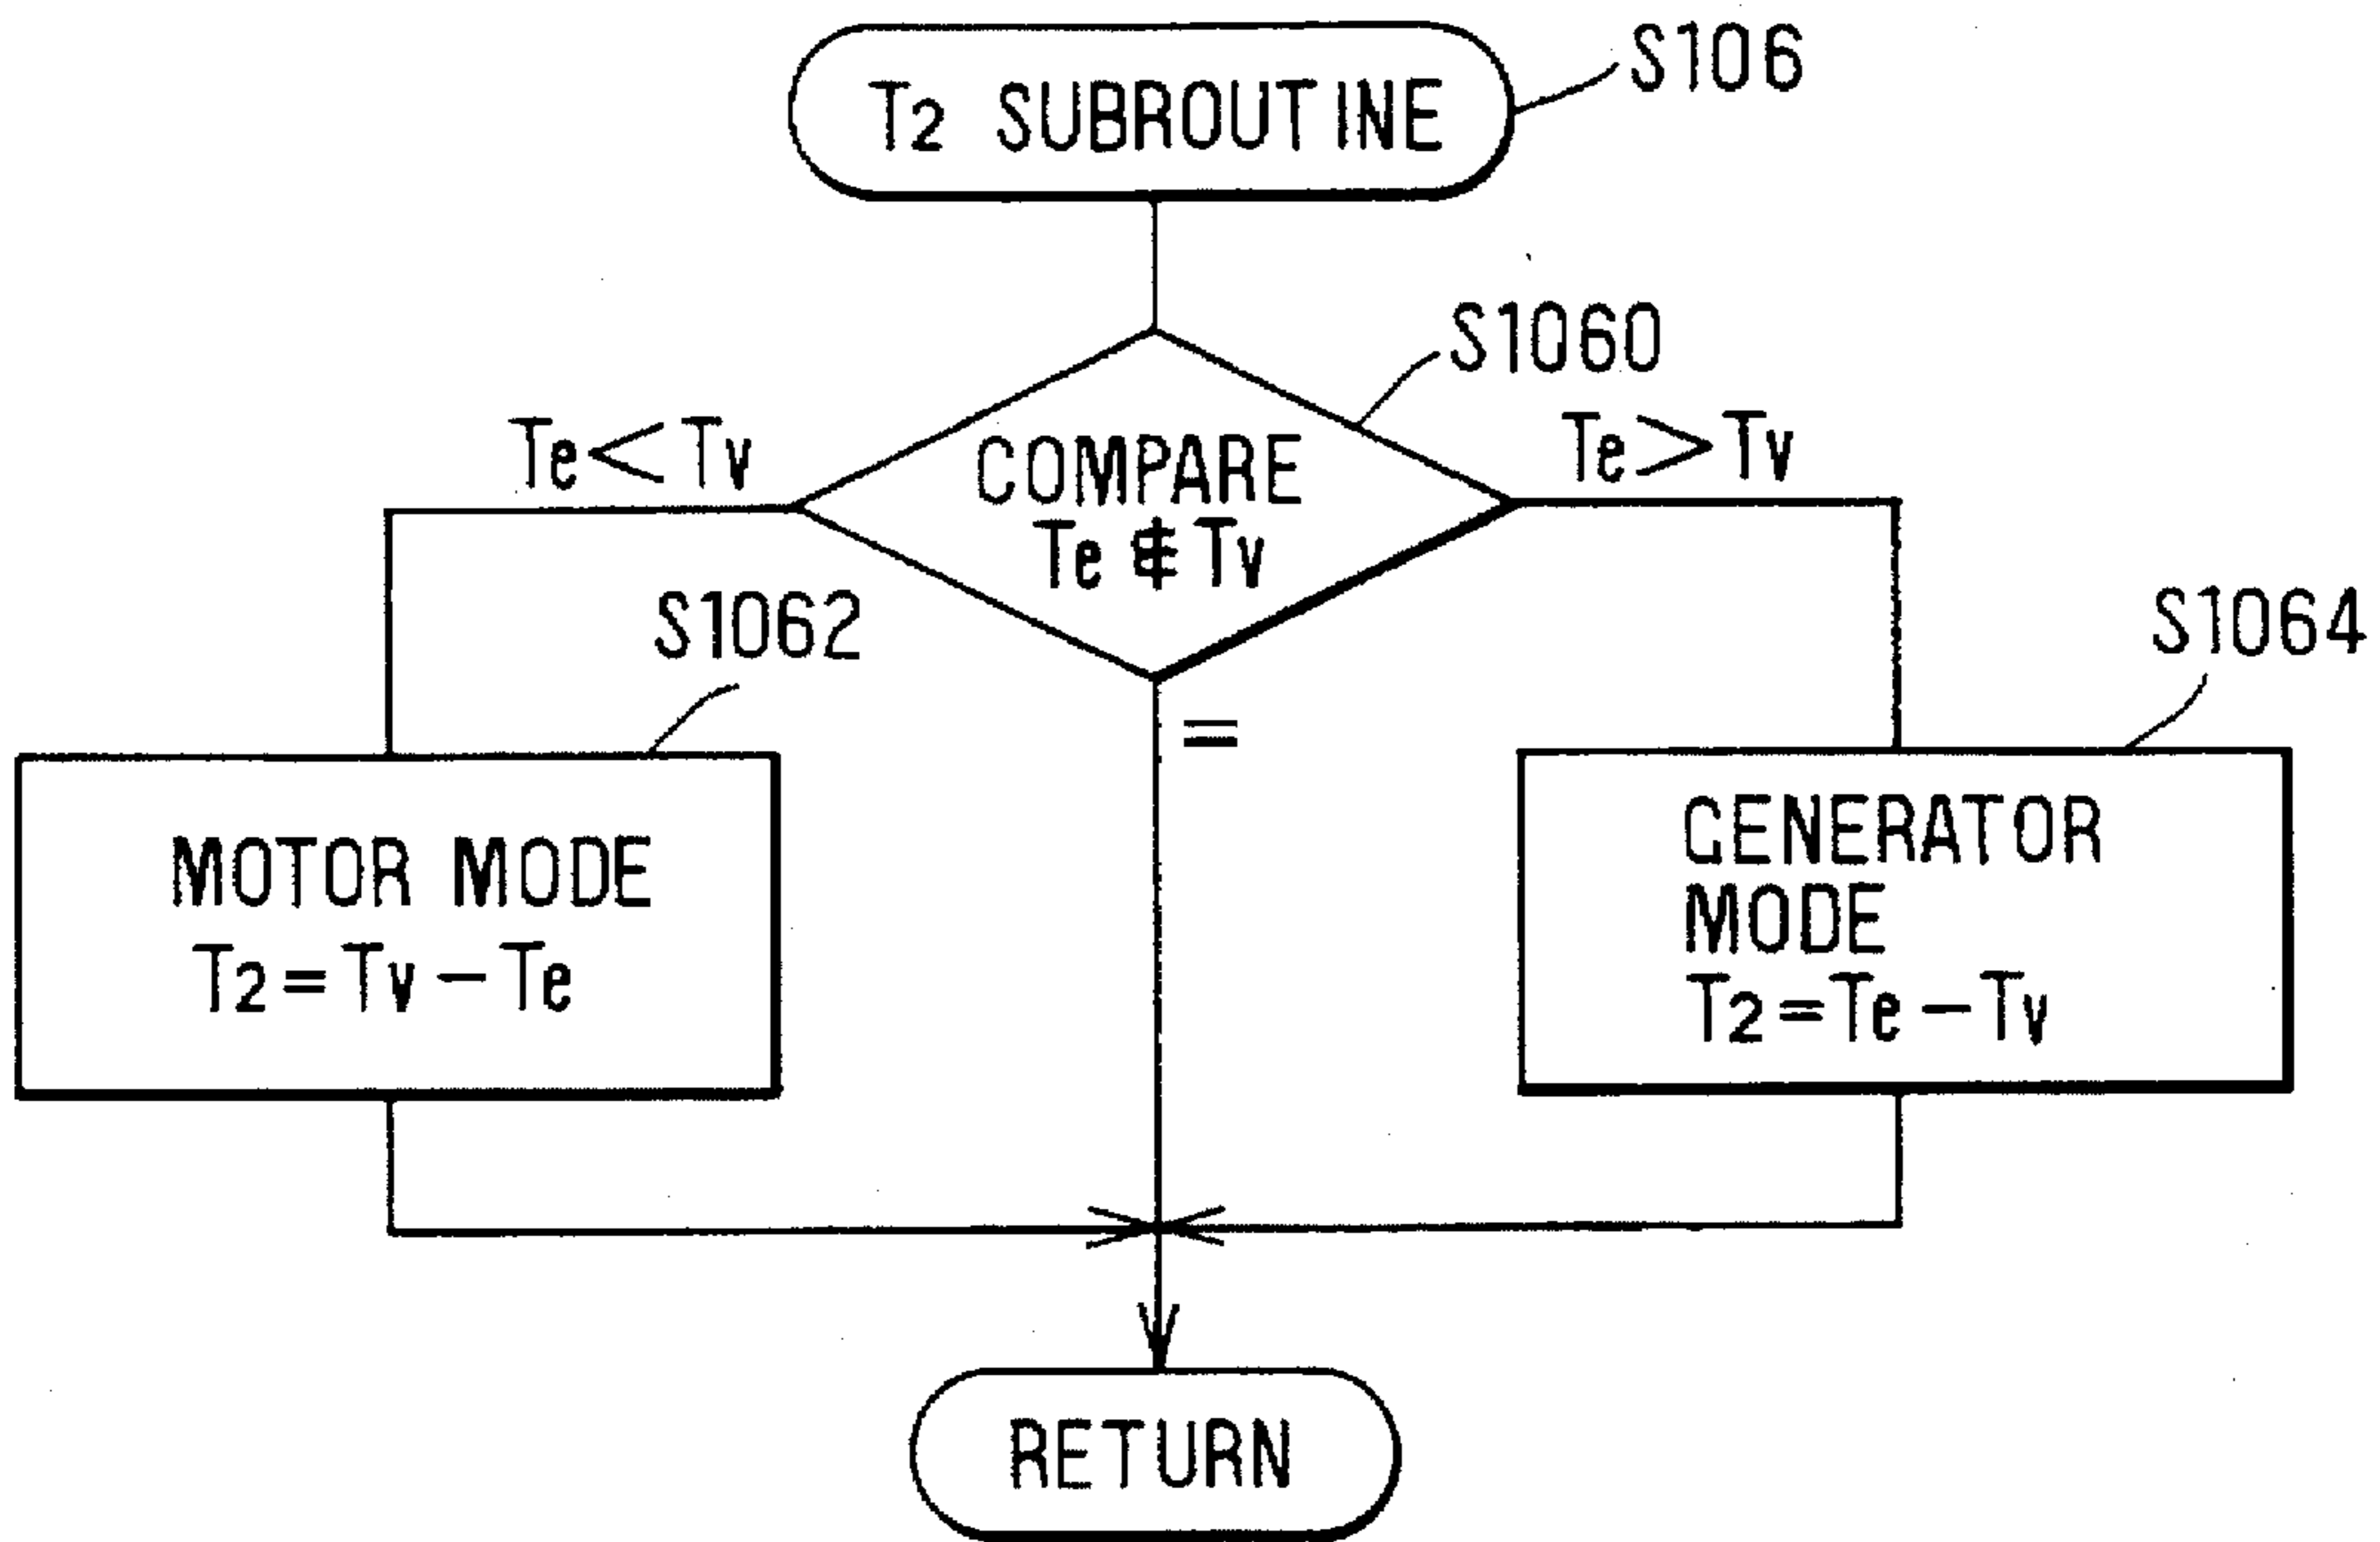 T2 SUBROUTINE
S106
S1060
Te<Tv
Te>Tv
COMPARE
Te & Tv
S1062
S1064
=
MOTOR MODE
T2=Tv-Te
GENERATOR
MODE
T2=Te-Tv
RETURN